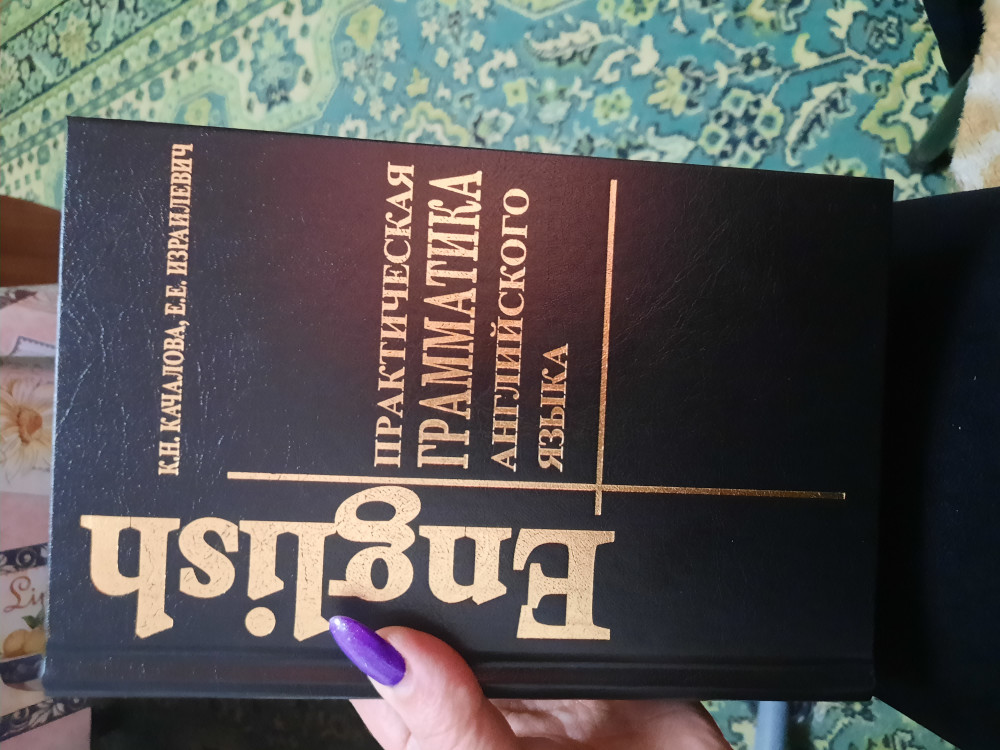 К.Н. КАЧАЛОВА, Е.Е. ИЗРАИЛЕВИЧ
ПРАКТИЧЕСКАЯ
ГРАММАТИКА
АНГЛИЙСКОГО
ЯЗЫКА
English